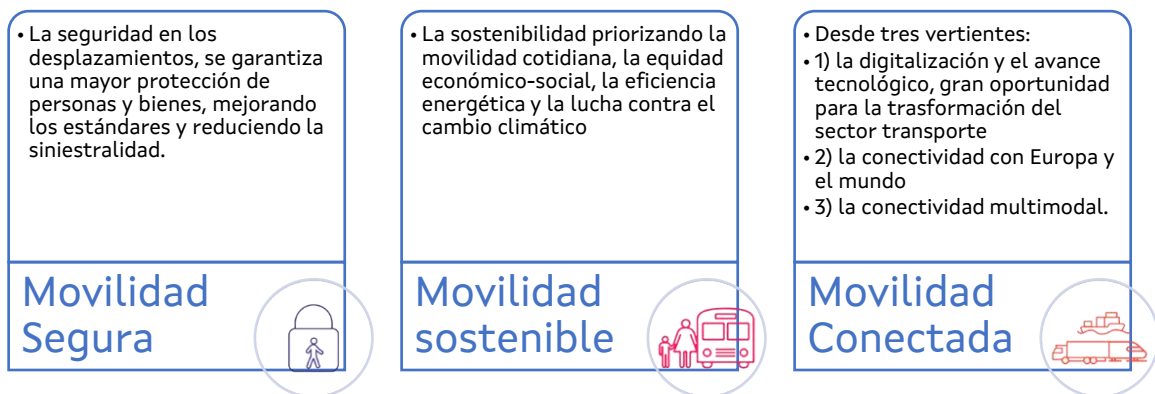 • La seguridad en los
desplazamientos, se garantiza
una mayor protección de
personas y bienes, mejorando
los estándares y reduciendo la
siniestralidad.
Movilidad
Segura
• La sostenibilidad priorizando la
movilidad cotidiana, la equidad
económico-social, la eficiencia
energética y la lucha contra el
cambio climático
Movilidad
sostenible
• Desde tres vertientes:
• 1) la digitalización y el avance
tecnológico, gran oportunidad
para la trasformación del
sector transporte
• 2) la conectividad con Europa y
el mundo
• 3) la conectividad multimodal.
Movilidad
Conectada